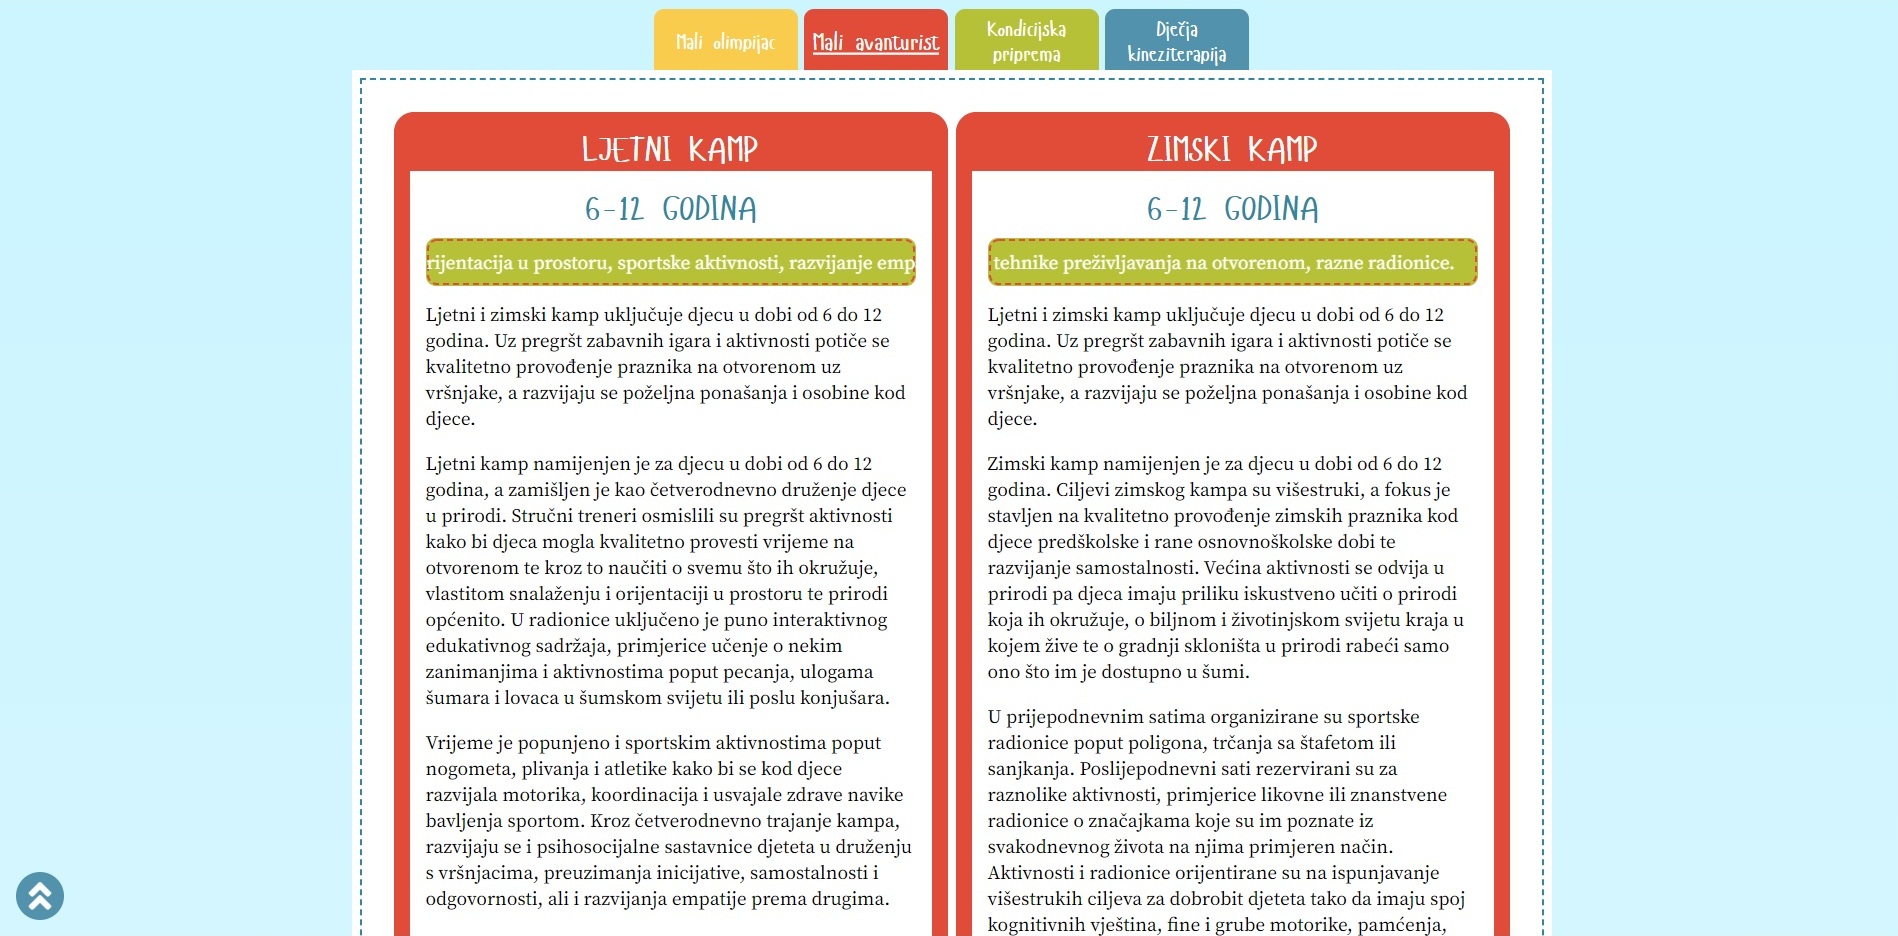 Mali olimpijac
Mali avanturist
Kondicijska
priprema
Dječja
kineziterapija
LJETNI KAMP
6-12 GODINA
rijentacija u prostoru, sportske aktivnosti, razvijanje emp
Ljetni i zimski kamp uključuje djecu u dobi od 6 do 12
godina. Uz pregršt zabavnih igara i aktivnosti potiče se
kvalitetno provođenje praznika na otvorenom uz
vršnjake, a razvijaju se poželjna ponašanja i osobine kod
djece.
Ljetni kamp namijenjen je za djecu u dobi od 6 do 12
godina, a zamišljen je kao četverodnevno druženje djece
u prirodi. Stručni treneri osmislili su pregršt aktivnosti
kako bi djeca mogla kvalitetno provesti vrijeme na
otvorenom te kroz to naučiti o svemu što ih okružuje,
vlastitom snalaženju i orijentaciji u prostoru te prirodi
općenito. U radionice uključeno je puno interaktivnog
edukativnog sadržaja, primjerice učenje o nekim
zanimanjima i aktivnostima poput pecanja, ulogama
šumara i lovaca u šumskom svijetu ili poslu konjušara.
Vrijeme je popunjeno i sportskim aktivnostima poput
nogometa, plivanja i atletike kako bi se kod djece
razvijala motorika, koordinacija i usvajale zdrave navike
bavljenja sportom. Kroz četverodnevno trajanje kampa,
razvijaju se i psihosocijalne sastavnice djeteta u druženju
s vršnjacima, preuzimanja inicijative, samostalnosti i
odgovornosti, ali i razvijanja empatije prema drugima.
ZIMSKI KAMP
6-12 GODINA
tehnike preživljavanja na otvorenom, razne radionice.
Ljetni i zimski kamp uključuje djecu u dobi od 6 do 12
godina. Uz pregršt zabavnih igara i aktivnosti potiče se
kvalitetno provođenje praznika na otvorenom uz
vršnjake, a razvijaju se poželjna ponašanja i osobine kod
djece.
Zimski kamp namijenjen je za djecu u dobi od 6 do 12
godina. Ciljevi zimskog kampa su višestruki, a fokus je
stavljen na kvalitetno provođenje zimskih praznika kod
djece predškolske i rane osnovnoškolske dobi te
razvijanje samostalnosti. Većina aktivnosti se odvija u
prirodi pa djeca imaju priliku iskustveno učiti o prirodi
koja ih okružuje, o biljnom i životinjskom svijetu kraja u
kojem žive te o gradnji skloništa u prirodi rabeći samo
ono što im je dostupno u šumi.
U prijepodnevnim satima organizirane su sportske
radionice poput poligona, trčanja sa štafetom ili
sanjkanja. Poslijepodnevni sati rezervirani su za
raznolike aktivnosti, primjerice likovne ili znanstvene
radionice o značajkama koje su im poznate iz
svakodnevnog života na njima primjeren način.
Aktivnosti i radionice orijentirane su na ispunjavanje
višestrukih ciljeva za dobrobit djeteta tako da imaju spoj
kognitivnih vještina, fine i grube motorike, pamćenja,